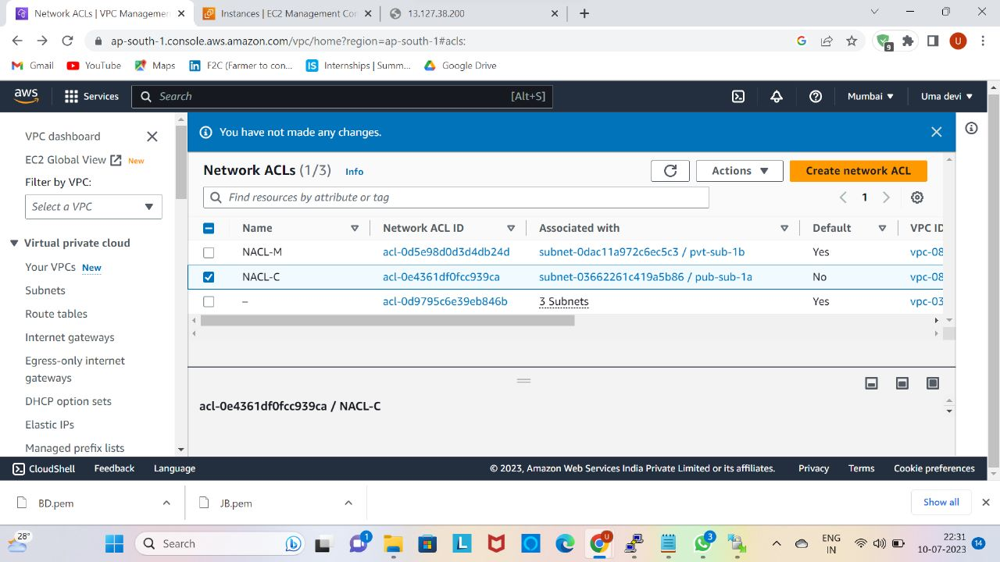 Network ACLs | VPC Managemen
Instances | EC2 Management Con
13.127.38.200
ap-south-1.console.aws.amazon.com/vpc/home?region=ap-south-1#acls:
9
U
Gmail
YouTube
Maps
F2C (Farmer to con...
Internships | Summ...
Google Drive
aws
Services
Search
[Alt+S]
Mumbai
Uma devi
VPC dashboard
EC2 Global View New
Filter by VPC:
Select a VPC
Virtual private cloud
Your VPCs New
Subnets
Route tables
Internet gateways
Egress-only internet
gateways
DHCP option sets
Elastic IPs
Managed prefix lists
You have not made any changes.
Network ACLs (1/3) Info
Actions
Create network ACL
Find resources by attribute or tag
1
Name Network ACL ID Associated with Default VPC ID
NACL-M acl-0d5e98d0d3d4db24d subnet-0dac11a972c6ec5c3 / pvt-sub-1b Yes vpc-08
NACL-C acl-0e4361df0fcc939ca subnet-03662261c419a5b86 / pub-sub-1a No vpc-08
– acl-0d9795c6e39eb846b 3 Subnets Yes vpc-03
acl-0e4361df0fcc939ca / NACL-C
CloudShell Feedback Language © 2023, Amazon Web Services India Private Limited or its affiliates. Privacy Terms Cookie preferences
BD.pem
JB.pem
Show all
28°
Search
1
L
U
3
ENG
IN
22:31
10-07-2023
14